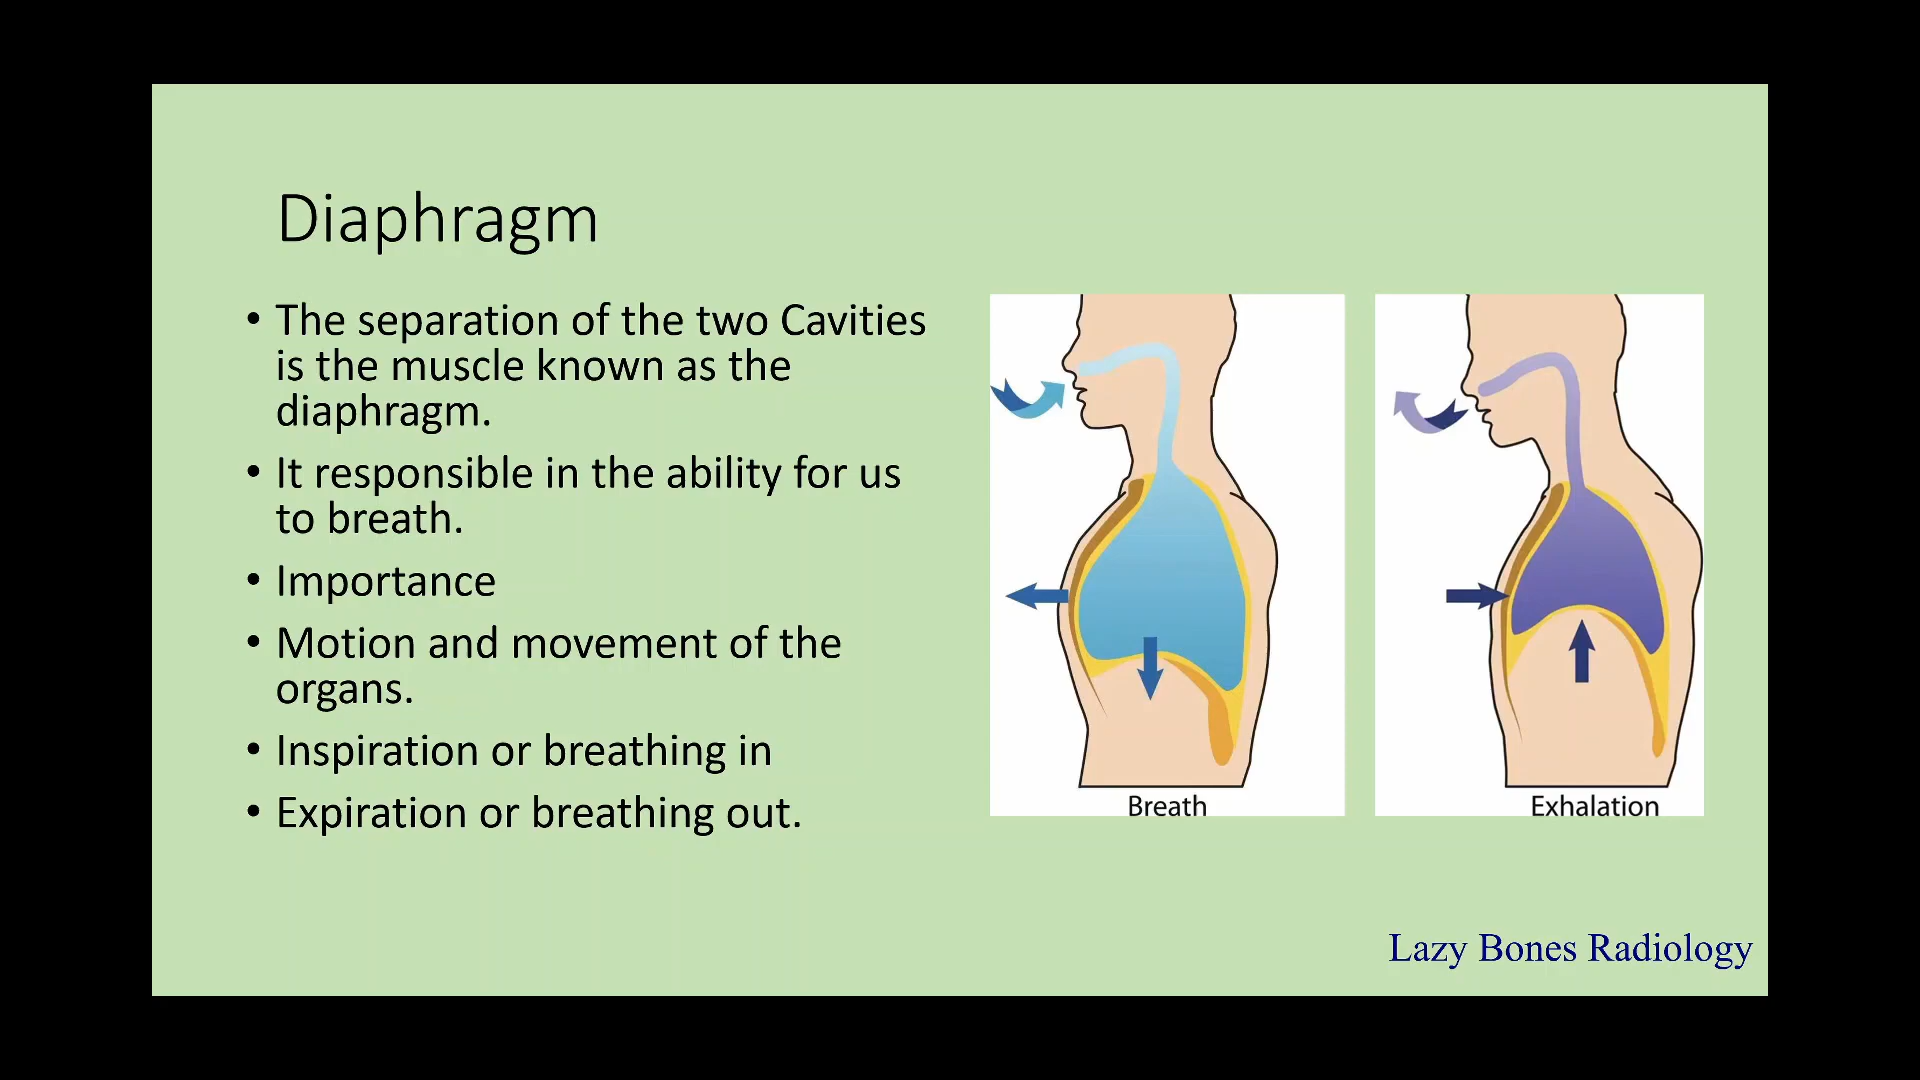 Diaphragm
• The separation of the two Cavities
is the muscle known as the
diaphragm.
• It responsible in the ability for us
to breath.
• Importance
• Motion and movement of the
organs.
• Inspiration or breathing in
• Expiration or breathing out.
Breath
Exhalation
Lazy Bones Radiology